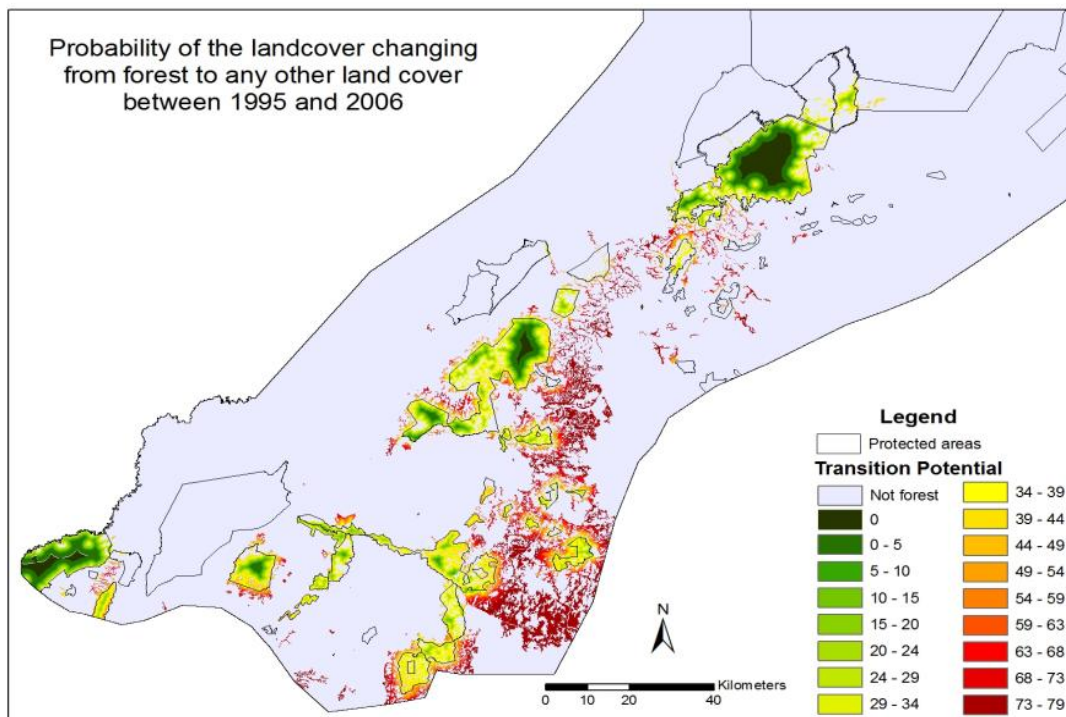 Probability of the landcover changing
from forest to any other land cover
between 1995 and 2006
Legend
Protected areas
Transition Potential
Not forest
0
0 - 5
5 - 10
10 - 15
15 - 20
20 - 24
24 - 29
29 - 34
34 - 39
39 - 44
44 - 49
49 - 54
54 - 59
59 - 63
63 - 68
68 - 73
73 - 79
N
Kilometers
0 10 20 40